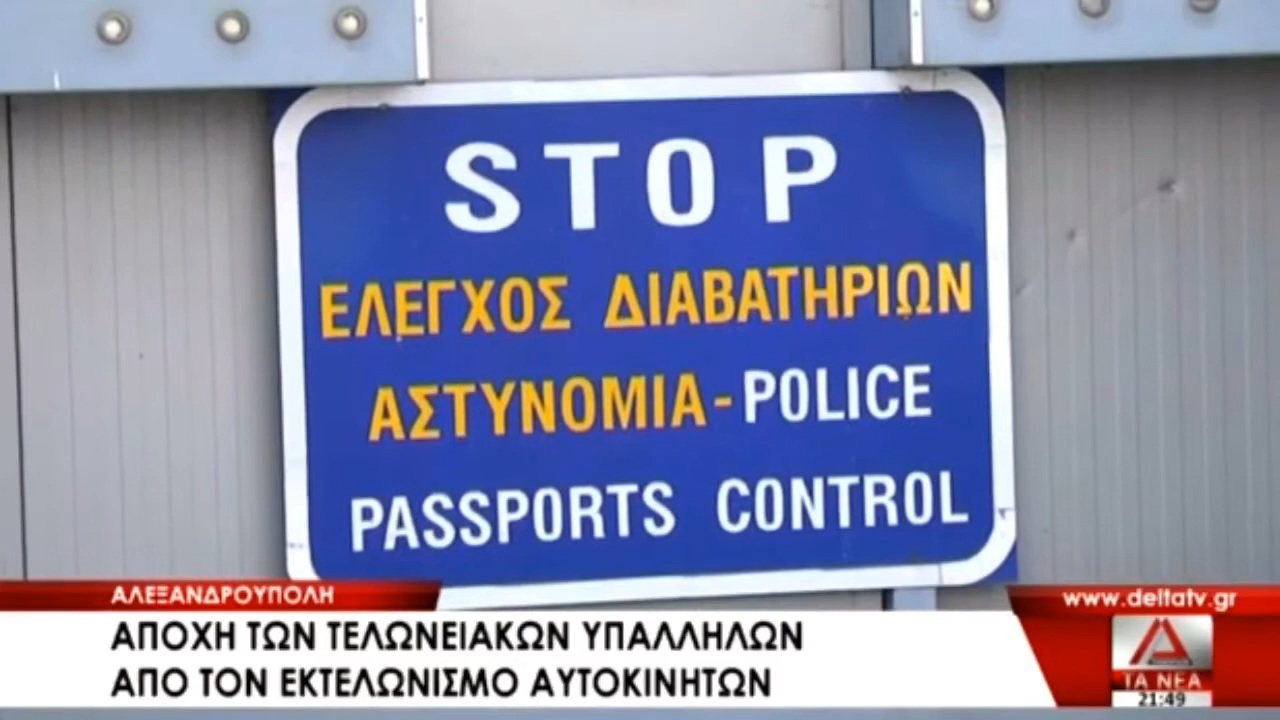 STOP
ΕΛΕΓΧΟΣ ΔΙΑΒΑΤΗΡΙΩΝ
ΑΣΤΥΝΟΜΙΑ - POLICE
PASSPORTS CONTROL
ΑΛΕΞΑΝΔΡΟΥΠΟΛΗ
www.deltatv.gr
ΑΠΟΧΗ ΤΩΝ ΤΕΛΩΝΕΙΑΚΩΝ ΥΠΑΛΛΗΛΩΝ
ΑΠΟ ΤΟΝ ΕΚΤΕΛΩΝΙΣΜΟ ΑΥΤΟΚΙΝΗΤΩΝ
ΤΑ ΝΕΑ
21:49